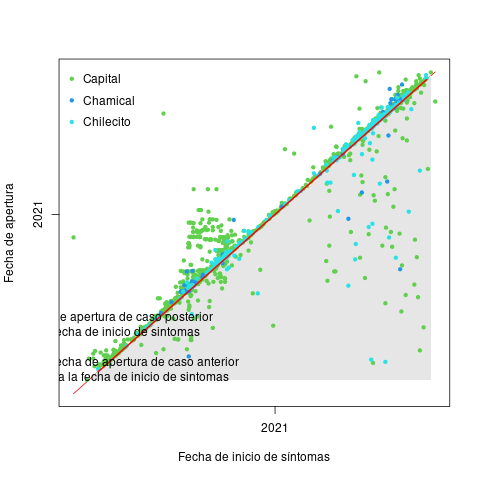 Capital
Chamical
Chilecito
Fecha de apertura
2021
e apertura de caso posterior
echa de inicio de síntomas
cha de apertura de caso anterior
a la fecha de inicio de síntomas
2021
Fecha de inicio de síntomas